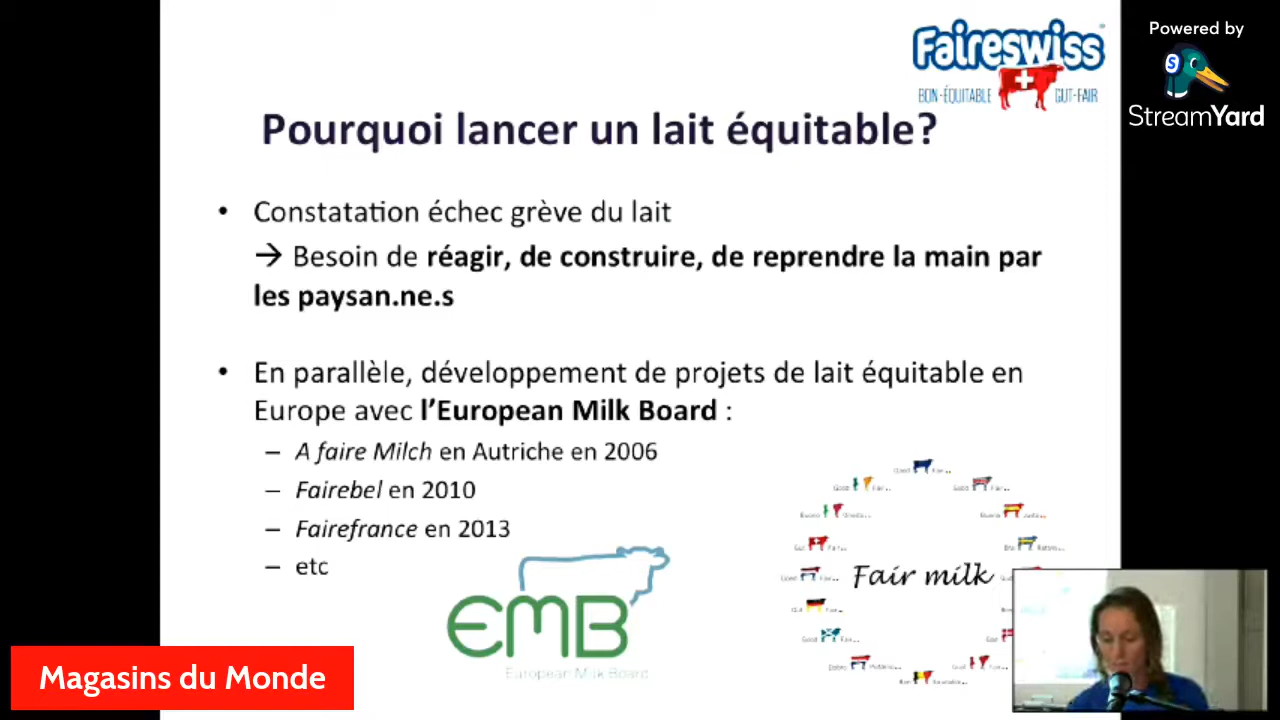 Faireswiss
BON-ÉQUITABLE GUT-FAIR
Powered by
StreamYard
Pourquoi lancer un lait équitable?
• Constatation échec grève du lait
→ Besoin de réagir, de construire, de reprendre la main par
les paysan.ne.s
• En parallèle, développement de projets de lait équitable en
Europe avec l'European Milk Board :
– A faire Milch en Autriche en 2006
– Fairebel en 2010
– Fairefrance en 2013
– etc
EMB
European Milk Board
Fair milk
Magasins du Monde